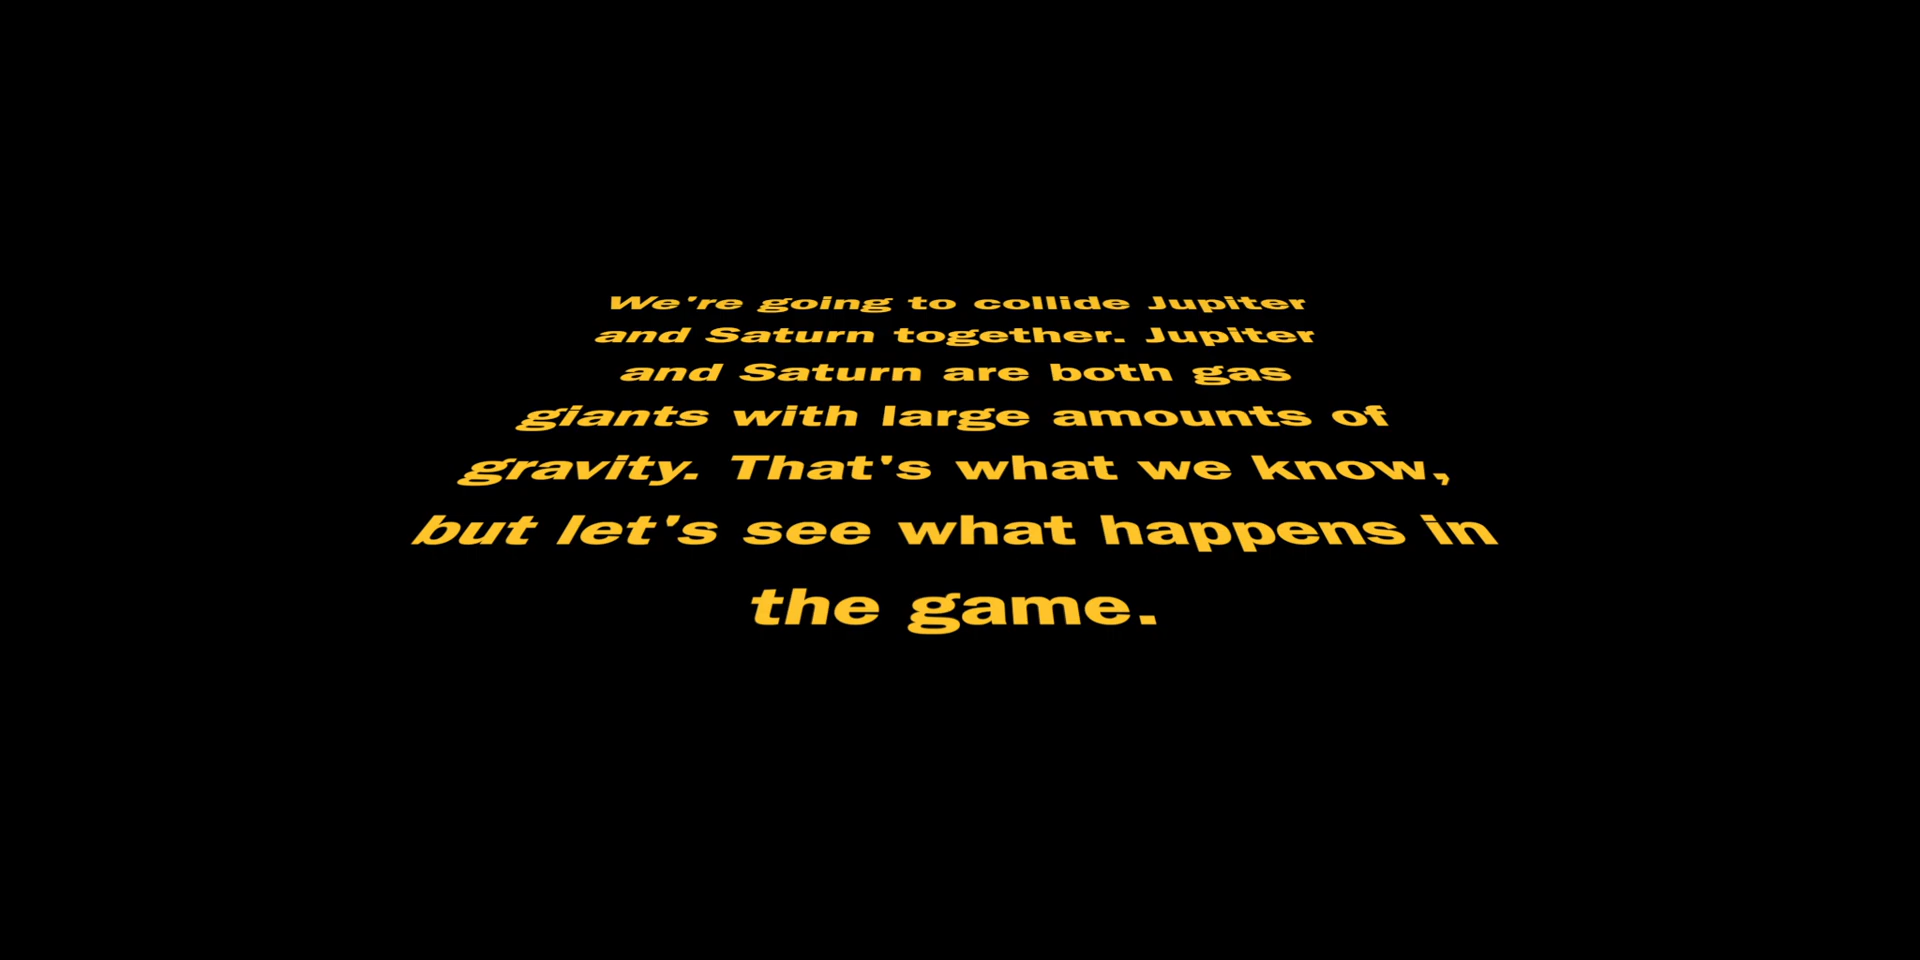 We're going to collide Jupiter
and Saturn together. Jupiter
and Saturn are both gas
giants with large amounts of
gravity. That's what we know,
but let's see what happens in
the game.